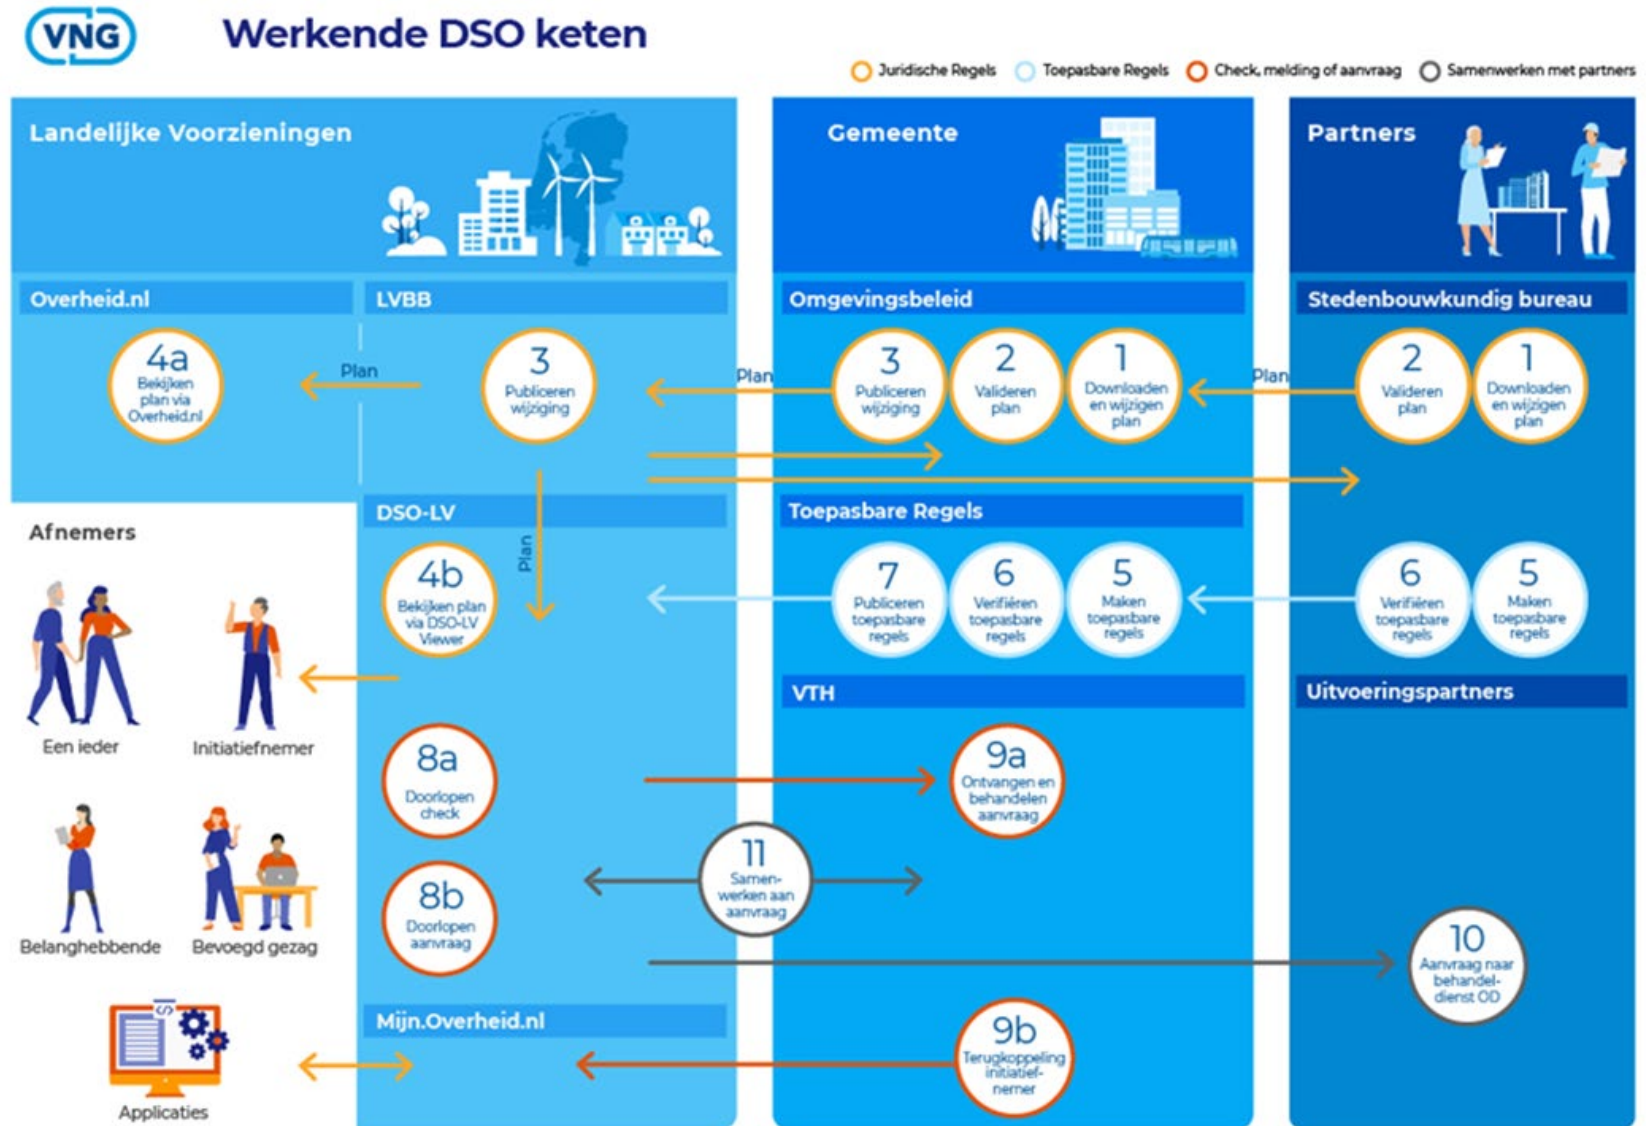 VNG
Werkende DSO keten
Juridische Regels
Toepasbare Regels
Check, melding of aanvraag
Samenwerken met partners
Landelijke Voorzieningen
Gemeente
Partners
Overheid.nl
LVBB
Omgevingsbeleid
Stedenbouwkundig bureau
4a
Bekijken
plan via
Overheid.nl
Plan
3
Publiceren
wijziging
Plan
3
Publiceren
wijziging
2
Valideren
plan
1
Downloaden
en wijzigen
plan
Plan
2
Valideren
plan
1
Downloaden
en wijzigen
plan
Afnemers
DSO-LV
Toepasbare Regels
Plan
4b
Bekijken plan
via DSO-LV
Viewer
7
Publiceren
toepasbare
regels
6
Verifiëren
toepasbare
regels
5
Maken
toepasbare
regels
6
Verifiëren
toepasbare
regels
5
Maken
toepasbare
regels
VTH
Uitvoeringspartners
Een ieder
Initiatiefnemer
8a
Doorlopen
check
9a
Ontvangen en
behandelen
aanvraag
11
Samen-
werken aan
aanvraag
8b
Doorlopen
aanvraag
Belanghebbende
Bevoegd gezag
10
Aanvraag naar
behandel-
dienst OD
Mijn.Overheid.nl
9b
Terugkoppeling
initiatief-
nemer
Applicaties